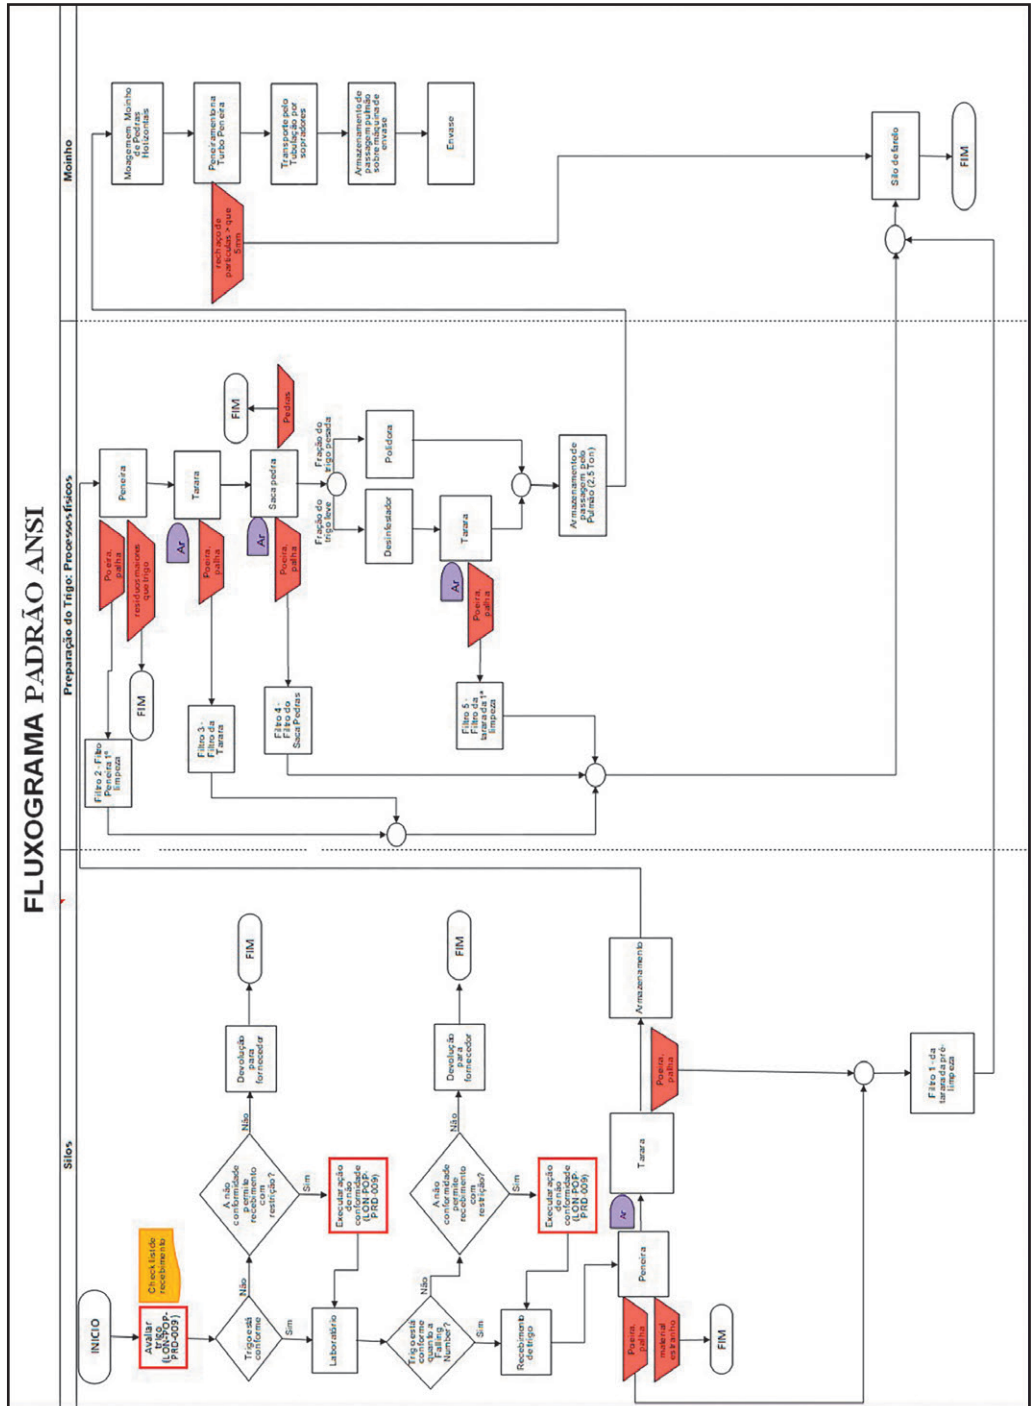 FLUXOGRAMA PADRÃO ANSI
Silos
Preparação do Trigo: Processos físicos
Moinho
INICIO
Avaliar
trigo
(LON-POP-
PRD-009)
Check list de
recebimento
Trigo está
conforme
Não
Sim
A não
conformidade
permite
recebimento
com
restrição?
Não
Sim
Devolução
para
fornecedor
FIM
Executar ação
de não
conformidade
(LON-POP-
PRD-009)
Laboratório
Trigo está
conforme
quanto a
Falling
Number?
Não
Sim
A não
conformidade
permite
recebimento
com
restrição?
Não
Sim
Devolução
para
fornecedor
FIM
Executar ação
de não
conformidade
(LON-POP-
PRD-009)
Recebimento
de trigo
Peneira
Poeira,
palha
material
estranho
FIM
Ar
Tarara
Poeira,
palha
Armazenamento
Filtro 1 - da
tarara da pré-
limpeza
Peneira
Poeira,
palha
resíduos maiores
que trigo
FIM
Filtro 2 - Filtro
Peneira 1ª
limpeza
Tarara
Ar
Poeira,
palha
Filtro 3 -
Filtro da
Tarara
Saca pedra
Ar
Poeira,
palha
Pedras
FIM
Filtro 4 -
Filtro do
Saca Pedras
Fração do
trigo leve
Fração do
trigo pesada
Desinfestador
Polidora
Tarara
Ar
Poeira,
palha
Filtro 5 -
Filtro da
tarara da 1ª
limpeza
Armazenamento de
passagem pelo
Pulmão (2,5 Ton)
Moagem em Moinho
de Pedras
Hotizontais
Peneiramento na
Turbo Peneira
rechaço de
partículas > que
5mm
Transporte pelo
Tubulação por
sopradores
Armazenamento de
passagem pulmão
sobre máquina de
envase
Envase
Silo de farelo
FIM